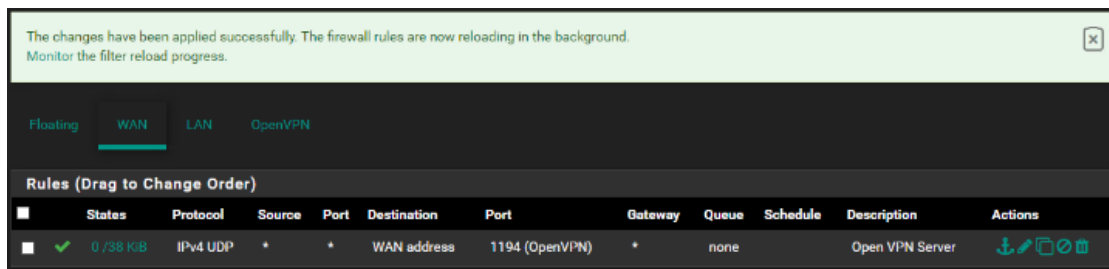 The changes have been applied successfully. The firewall rules are now reloading in the background.
Monitor the filter reload progress.
Floating WAN LAN OpenVPN
Rules (Drag to Change Order)
States Protocol Source Port Destination Port Gateway Queue Schedule Description Actions
0 /38 KiB IPv4 UDP * * WAN address 1194 (OpenVPN) * none Open VPN Server